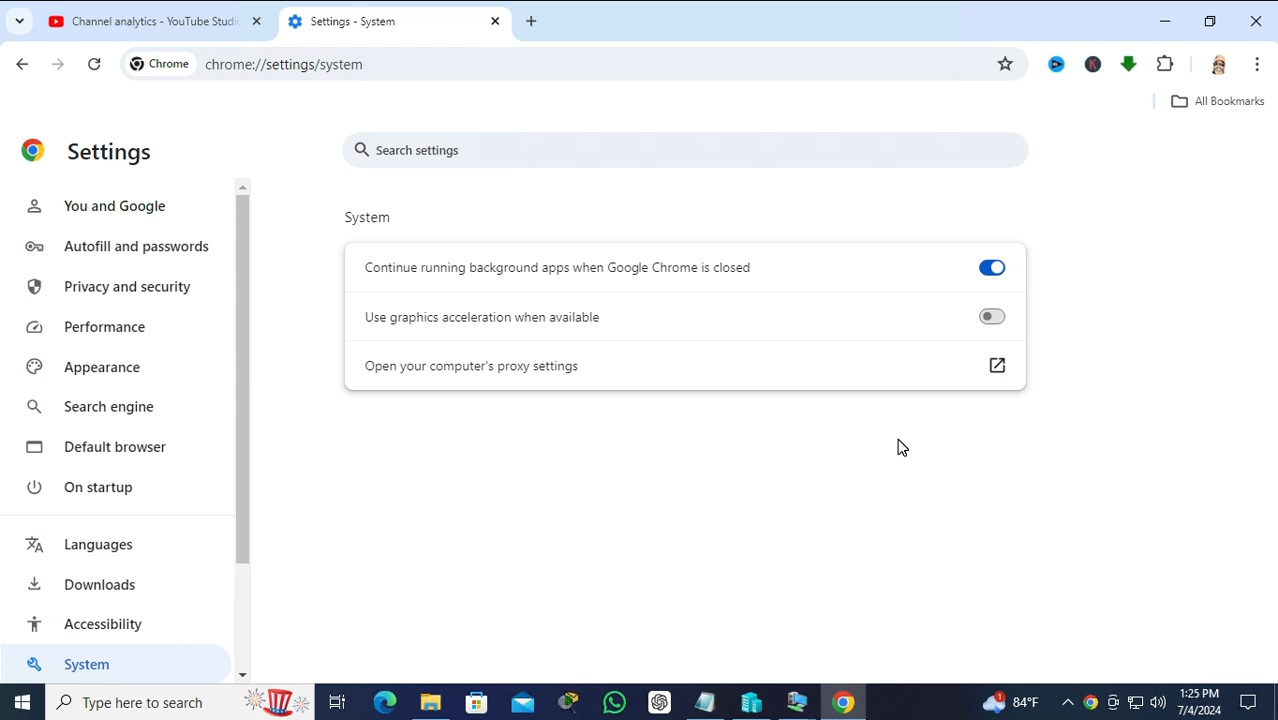 Channel analytics - YouTube Studi
Settings - System
Chrome
chrome://settings/system
All Bookmarks
Settings
Search settings
You and Google
Autofill and passwords
Privacy and security
Performance
Appearance
Search engine
Default browser
On startup
Languages
Downloads
Accessibility
System
System
Continue running background apps when Google Chrome is closed
Use graphics acceleration when available
Open your computer's proxy settings
Type here to search
84°F
1:25 PM
7/4/2024
K
1